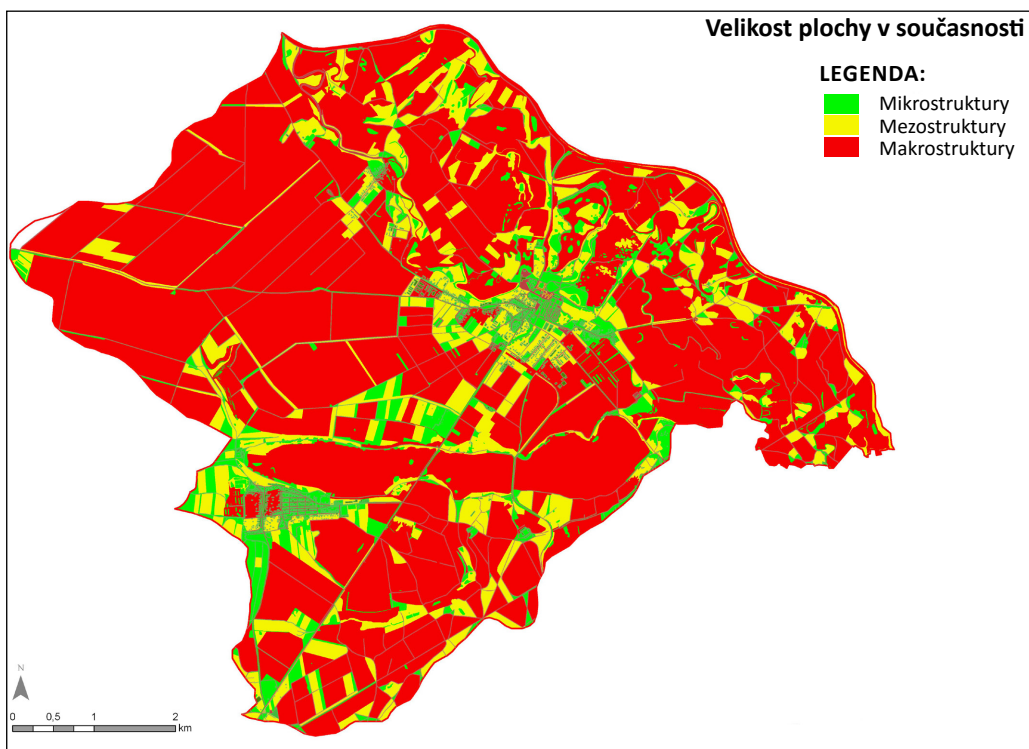 Velikost plochy v současnosti
LEGENDA:
Mikrostruktury
Mezostruktury
Makrostruktury
N
0 0,5 1 2
km